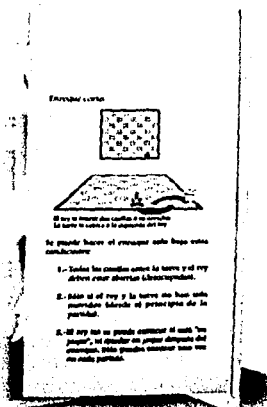 Enroque corto
El rey se mueve dos casillas a su derecha
La torre se coloca a la izquierda del rey
Se puede hacer el enroque solo bajo estas
condiciones
1.- Todas las casillas entre la torre y el rey
deben estar abiertas (desocupadas).
2.- Sólo si el rey y la torre no han sido
movidos (desde el principio de la
partida).
3.- El rey no se puede enrocar si está "en
jaque", ni quedar en jaque después del
enroque. Sólo pueden enrocar una vez
en cada partida.